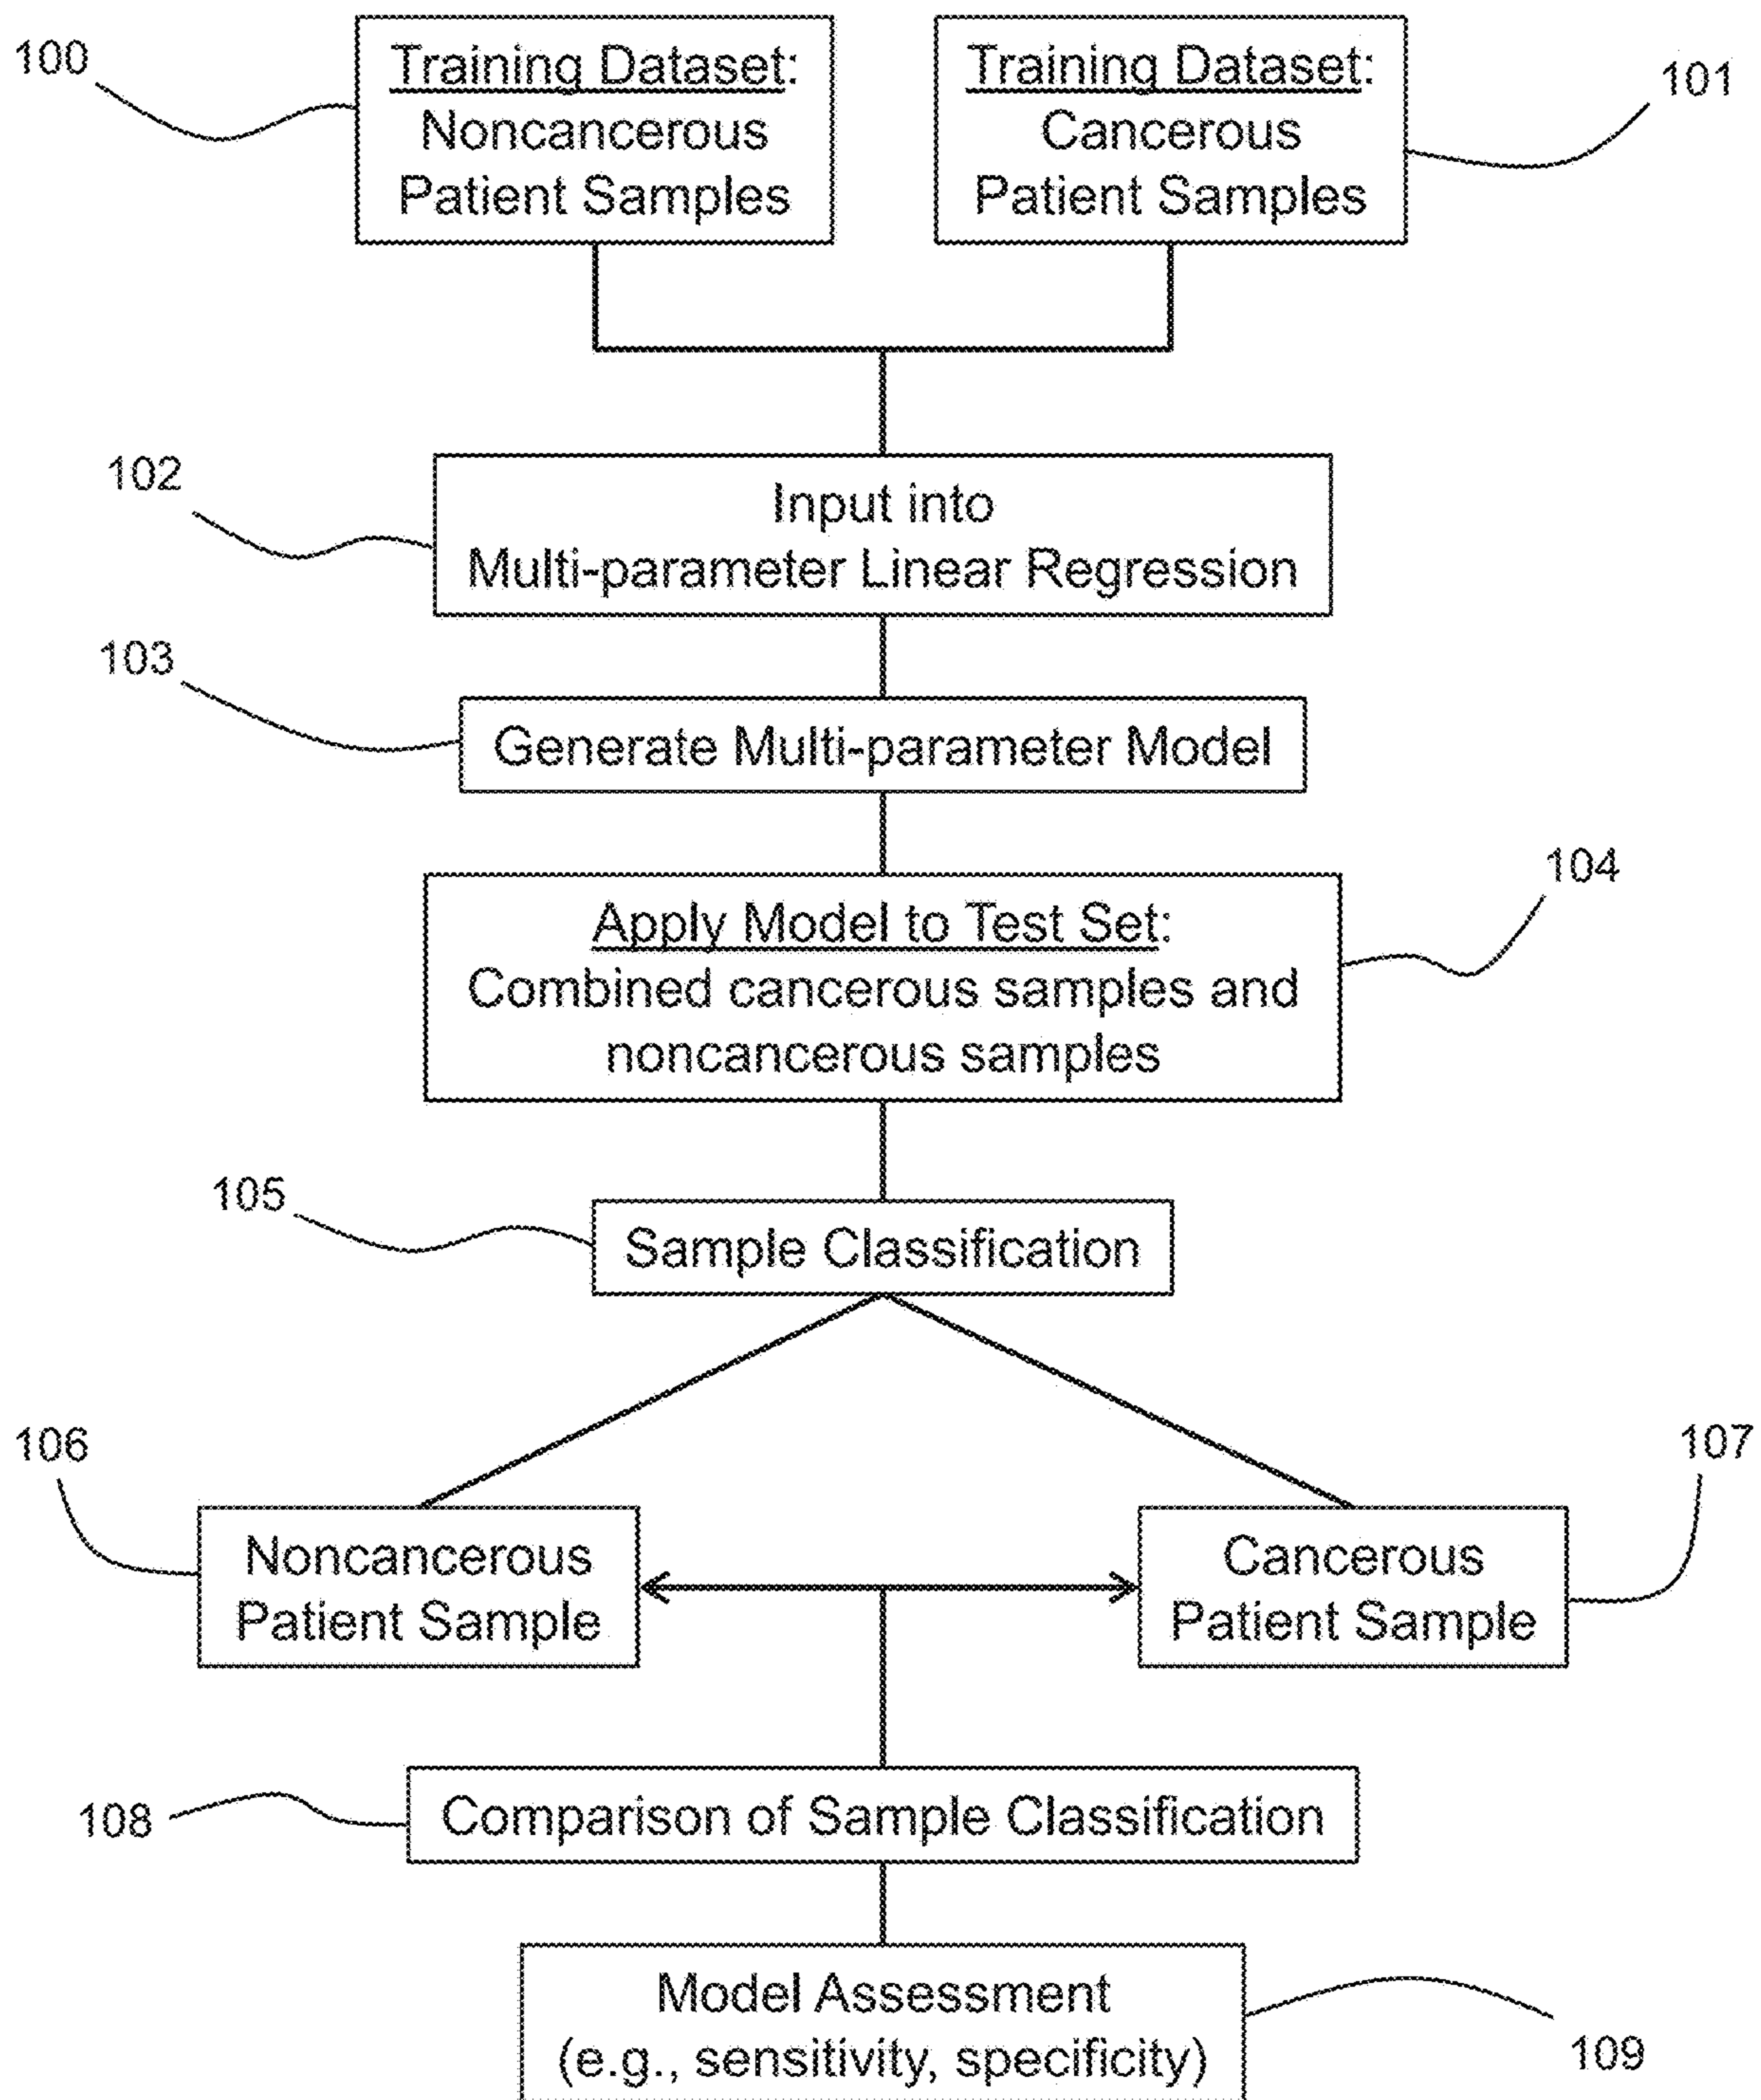 100
Training Dataset:
Noncancerous
Patient Samples
Training Dataset:
Cancerous
Patient Samples
101
102
Input into
Multi-parameter Linear Regression
103
Generate Multi-parameter Model
104
Apply Model to Test Set:
Combined cancerous samples and
noncancerous samples
105
Sample Classification
106
Noncancerous
Patient Sample
107
Cancerous
Patient Sample
108
Comparison of Sample Classification
Model Assessment
(e.g., sensitivity, specificity)
109